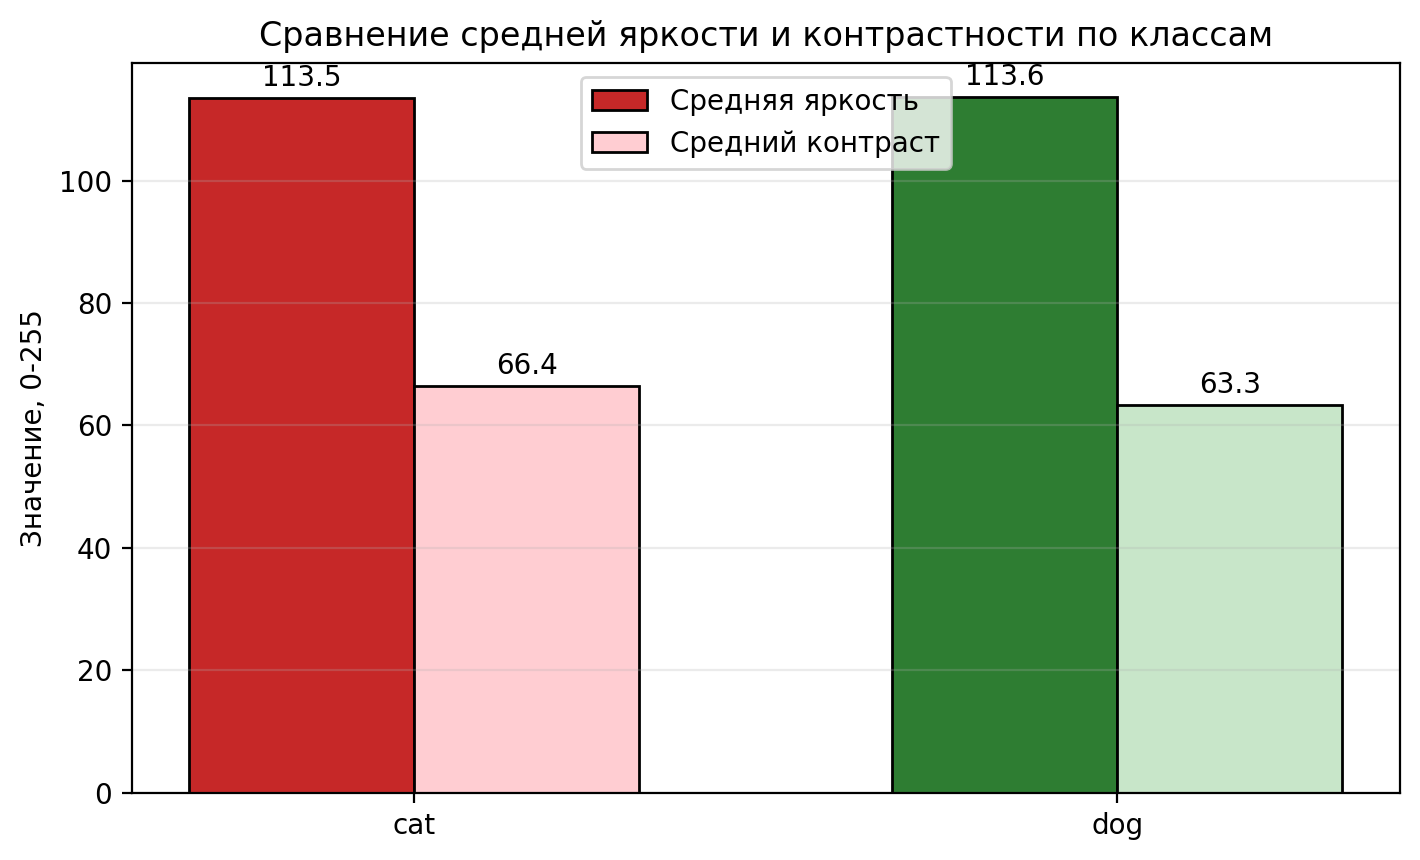 Сравнение средней яркости и контрастности по классам
113.5
113.6
Средняя яркость
Средний контраст
66.4
63.3
100
80
60
40
20
0
Значение, 0-255
cat
dog